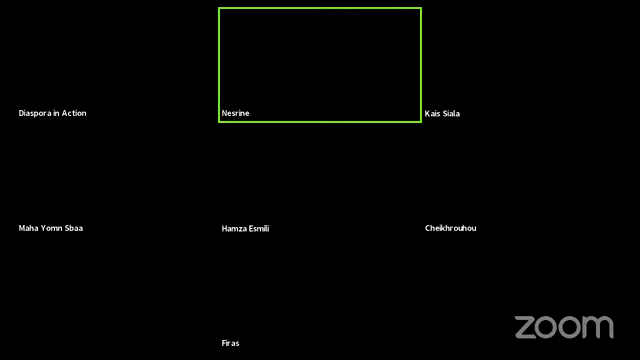 Diaspora in Action
Nesrine
Kais Siala
Maha Yomn Sbaa
Hamza Esmili
Cheikhrouhou
Firas
zoom